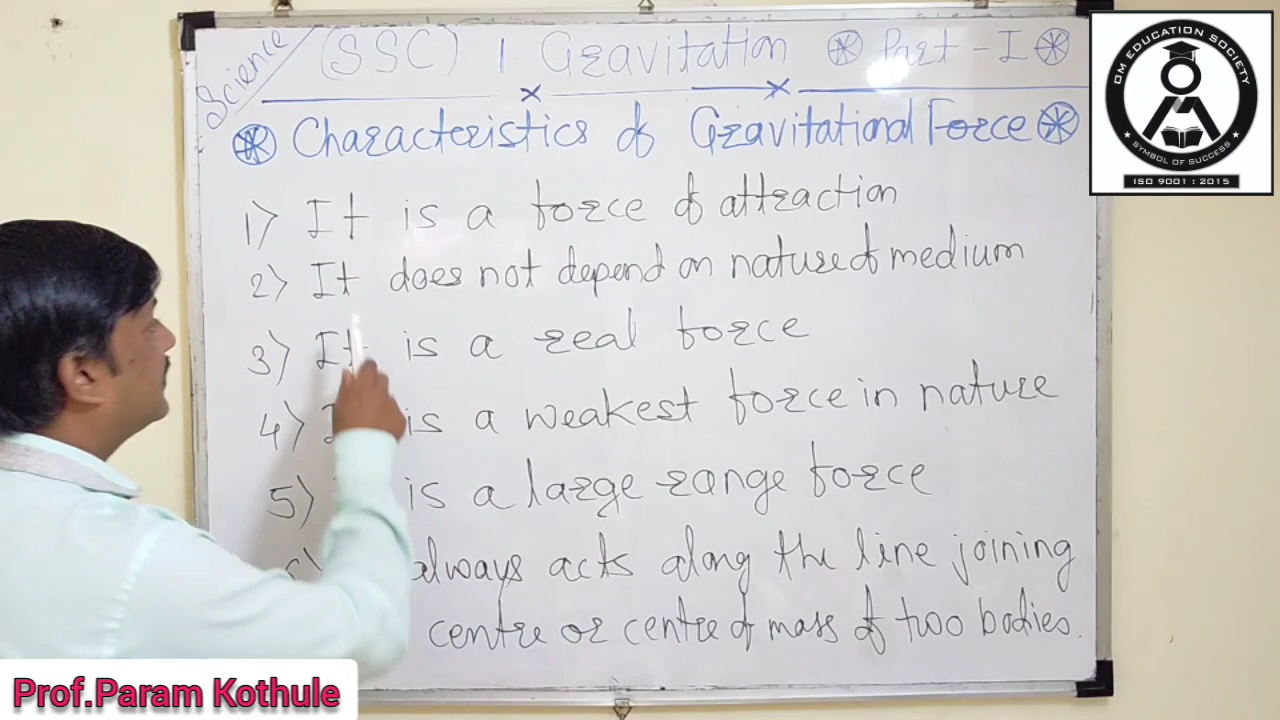 Science (SSC) 1. Gravitation Part-I
Characteristics of Gravitational Force
1) It is a force of attraction
2) It does not depend on nature of medium
3) It is a real force
4) is a weakest force in nature
5) is a large range force
always acts along the line joining
centre or centre of mass of two bodies.
OM EDUCATION SOCIETY
SYMBOL OF SUCCESS
ISO 9001 : 2015
Prof.Param Kothule